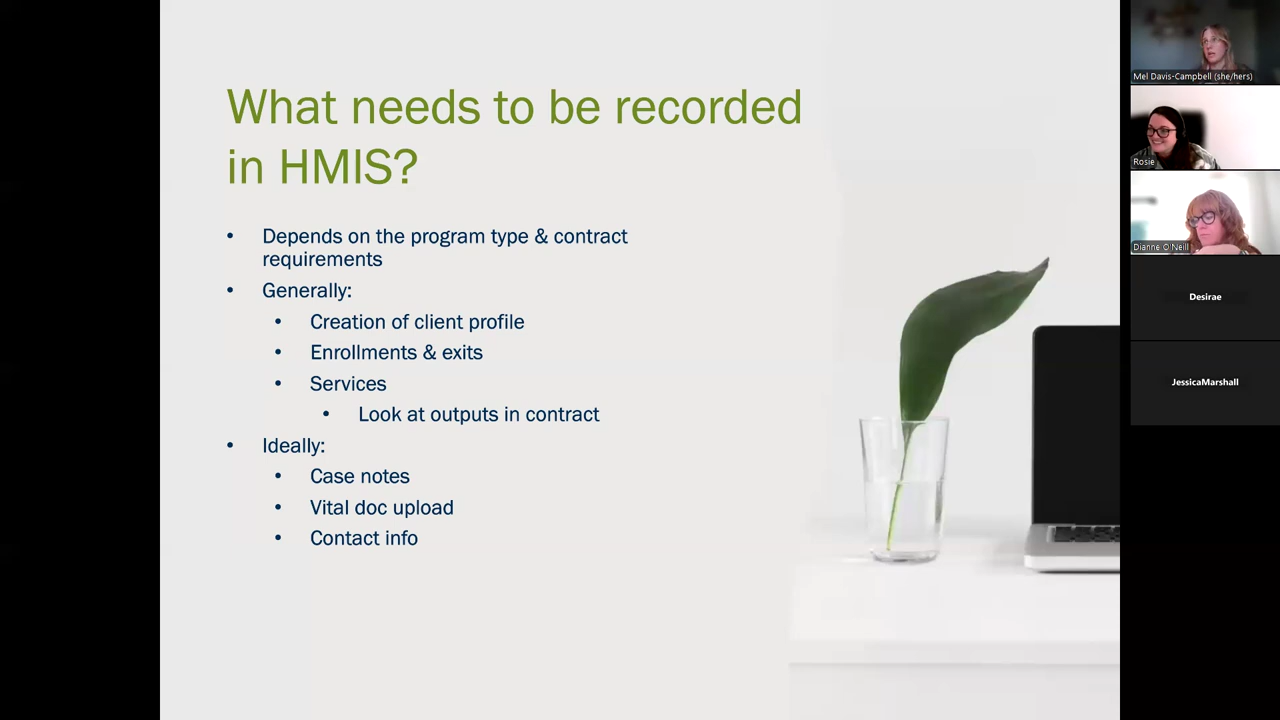 What needs to be recorded
in HMIS?
• Depends on the program type & contract
requirements
• Generally:
• Creation of client profile
• Enrollments & exits
• Services
• Look at outputs in contract
• Ideally:
• Case notes
• Vital doc upload
• Contact info
Mel Davis-Campbell (she/hers)
Rosie
Dianne O'Neill
Desirae
JessicaMarshall